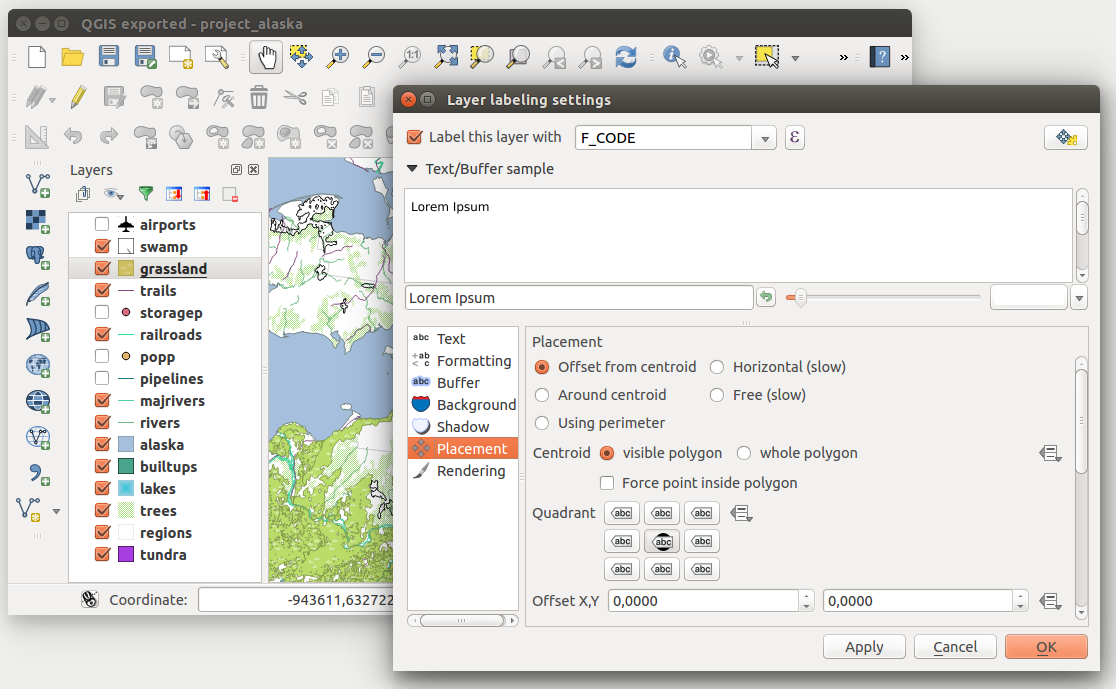 QGIS exported - project_alaska
1:1
Layer labeling settings
Label this layer with
F_CODE
ε
Text/Buffer sample
Lorem Ipsum
Lorem Ipsum
Layers
airports
swamp
grassland
trails
storagep
railroads
popp
pipelines
majrivers
rivers
alaska
builtups
lakes
trees
regions
tundra
abc Text
+ab < c Formatting
abc Buffer
Background
Shadow
Placement
Rendering
Placement
Offset from centroid
Horizontal (slow)
Around centroid
Free (slow)
Using perimeter
Centroid
visible polygon
whole polygon
Force point inside polygon
Quadrant
abc abc abc
abc abc abc
abc abc abc
Offset X,Y
0,0000
0,0000
Coordinate:
-943611,632722
Apply
Cancel
OK